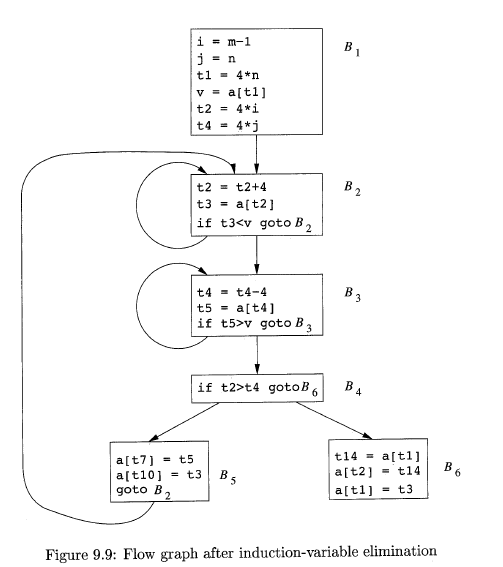 i = m-1
j = n
t1 = 4*n
v = a[t1]
t2 = 4*i
t4 = 4*j
B1
t2 = t2+4
t3 = a[t2]
if t3<v goto B2
B2
t4 = t4-4
t5 = a[t4]
if t5>v goto B3
B3
if t2>t4 goto B6
B4
a[t7] = t5
a[t10] = t3
goto B2
B5
t14 = a[t1]
a[t2] = t14
a[t1] = t3
B6
Figure 9.9: Flow graph after induction-variable elimination